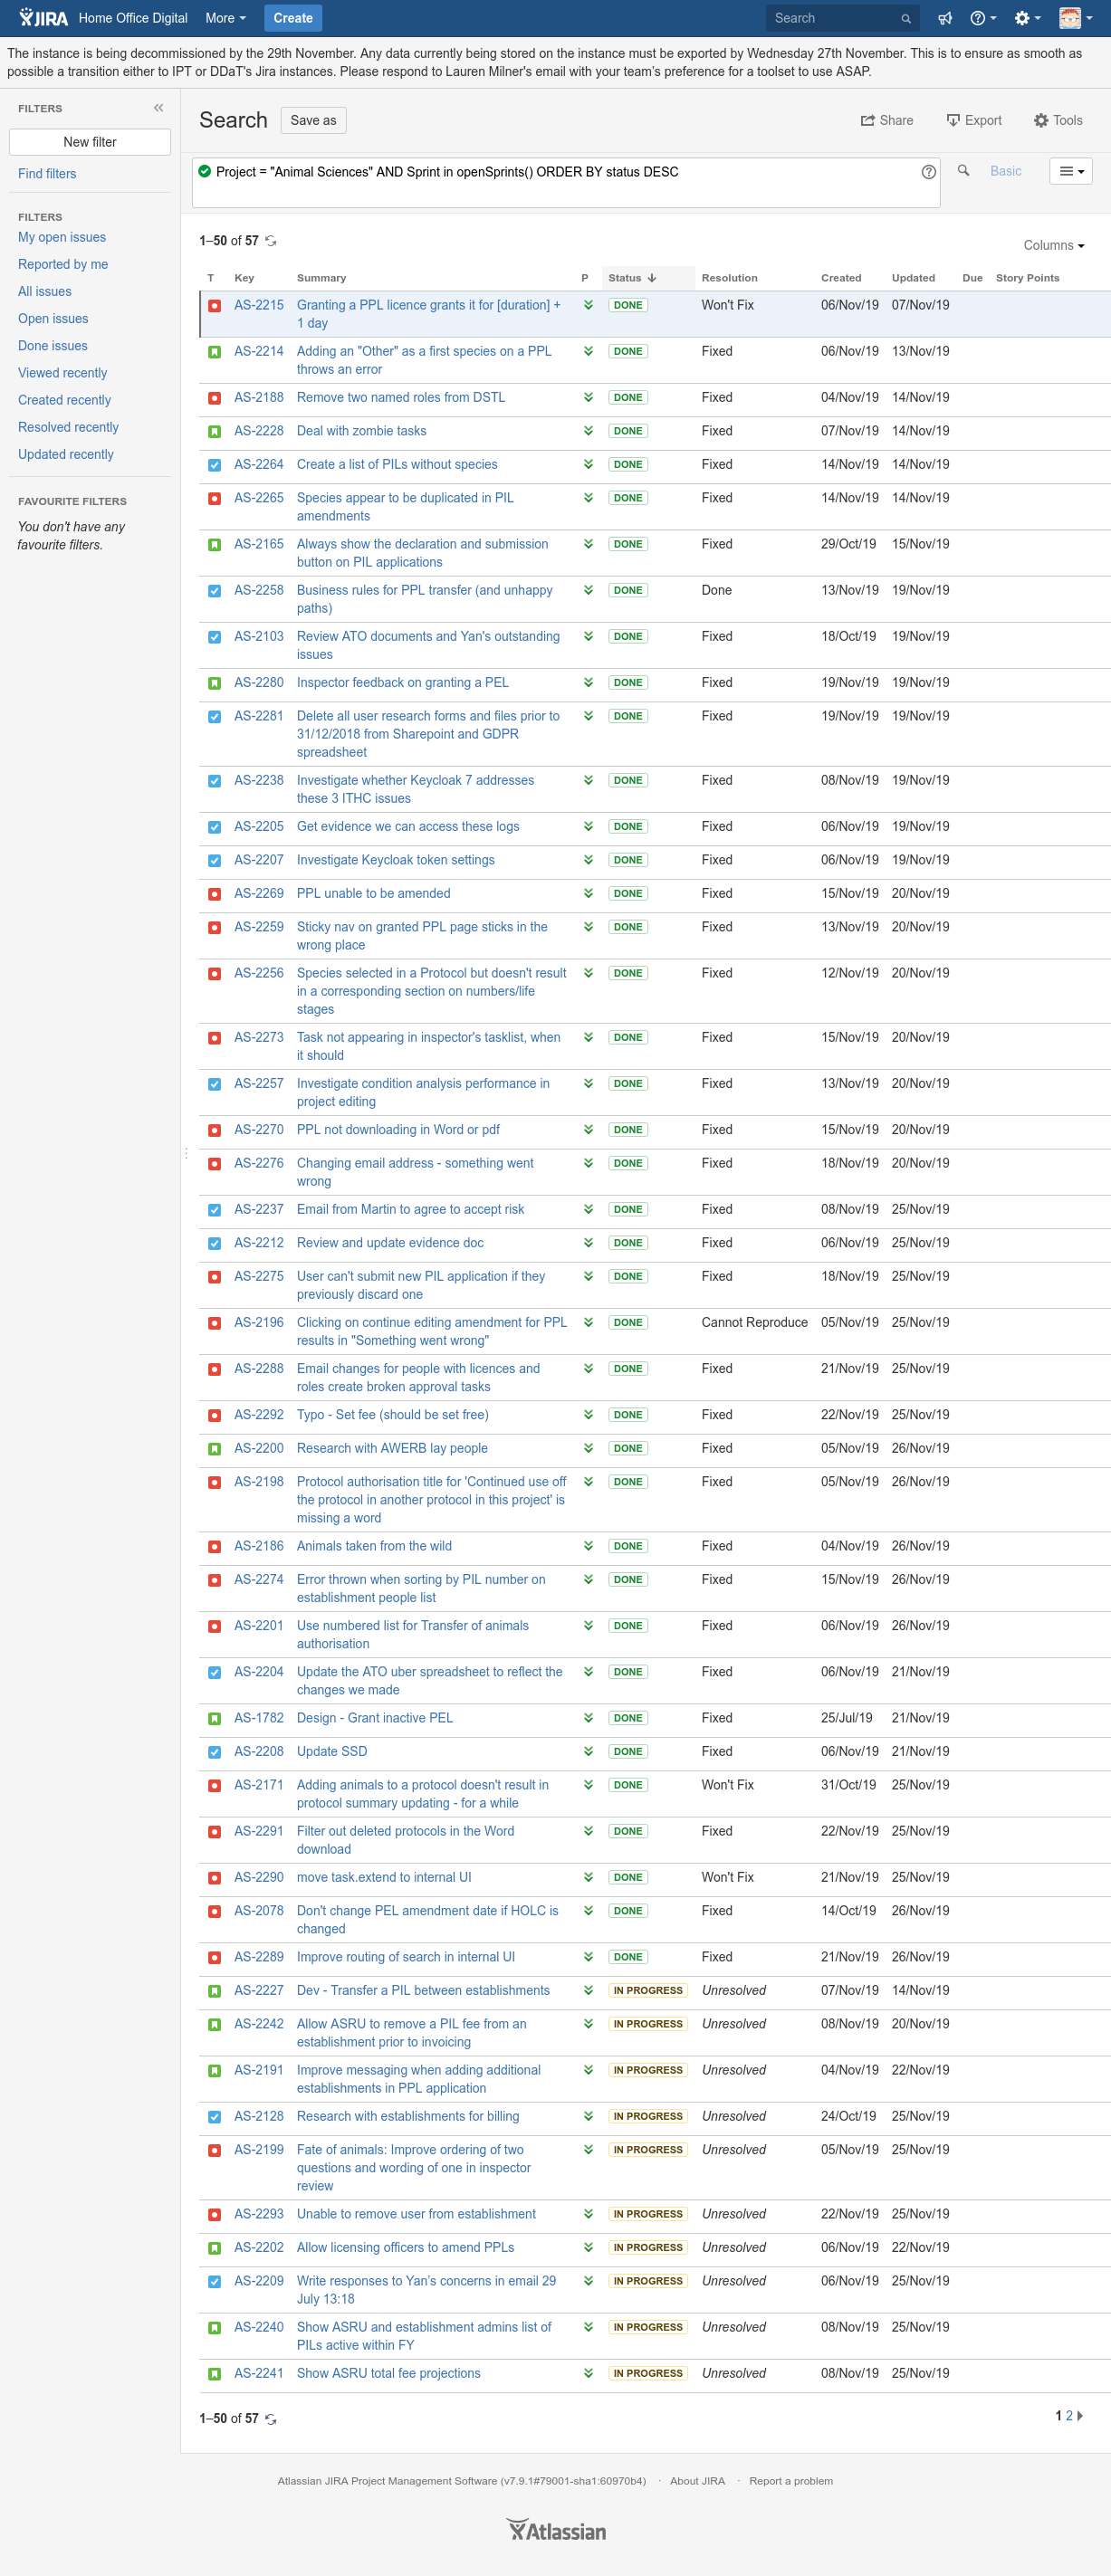 JIRA Home Office Digital More Create Search
The instance is being decommissioned by the 29th November. Any data currently being stored on the instance must be exported by Wednesday 27th November. This is to ensure as smooth as
possible a transition either to IPT or DDaT's Jira instances. Please respond to Lauren Milner's email with your team's preference for a toolset to use ASAP.
FILTERS
New filter
Find filters
FILTERS
My open issues
Reported by me
All issues
Open issues
Done issues
Viewed recently
Created recently
Resolved recently
Updated recently
FAVOURITE FILTERS
You don't have any
favourite filters.
Search Save as Share Export Tools
Project = "Animal Sciences" AND Sprint in openSprints() ORDER BY status DESC Basic
1–50 of 57
Columns
T Key Summary P Status Resolution Created Updated Due Story Points
AS-2215 Granting a PPL licence grants it for [duration] + DONE Won't Fix 06/Nov/19 07/Nov/19
1 day
AS-2214 Adding an "Other" as a first species on a PPL DONE Fixed 06/Nov/19 13/Nov/19
throws an error
AS-2188 Remove two named roles from DSTL DONE Fixed 04/Nov/19 14/Nov/19
AS-2228 Deal with zombie tasks DONE Fixed 07/Nov/19 14/Nov/19
AS-2264 Create a list of PILs without species DONE Fixed 14/Nov/19 14/Nov/19
AS-2265 Species appear to be duplicated in PIL DONE Fixed 14/Nov/19 14/Nov/19
amendments
AS-2165 Always show the declaration and submission DONE Fixed 29/Oct/19 15/Nov/19
button on PIL applications
AS-2258 Business rules for PPL transfer (and unhappy DONE Done 13/Nov/19 19/Nov/19
paths)
AS-2103 Review ATO documents and Yan's outstanding DONE Fixed 18/Oct/19 19/Nov/19
issues
AS-2280 Inspector feedback on granting a PEL DONE Fixed 19/Nov/19 19/Nov/19
AS-2281 Delete all user research forms and files prior to DONE Fixed 19/Nov/19 19/Nov/19
31/12/2018 from Sharepoint and GDPR
spreadsheet
AS-2238 Investigate whether Keycloak 7 addresses DONE Fixed 08/Nov/19 19/Nov/19
these 3 ITHC issues
AS-2205 Get evidence we can access these logs DONE Fixed 06/Nov/19 19/Nov/19
AS-2207 Investigate Keycloak token settings DONE Fixed 06/Nov/19 19/Nov/19
AS-2269 PPL unable to be amended DONE Fixed 15/Nov/19 20/Nov/19
AS-2259 Sticky nav on granted PPL page sticks in the DONE Fixed 13/Nov/19 20/Nov/19
wrong place
AS-2256 Species selected in a Protocol but doesn't result DONE Fixed 12/Nov/19 20/Nov/19
in a corresponding section on numbers/life
stages
AS-2273 Task not appearing in inspector's tasklist, when DONE Fixed 15/Nov/19 20/Nov/19
it should
AS-2257 Investigate condition analysis performance in DONE Fixed 13/Nov/19 20/Nov/19
project editing
AS-2270 PPL not downloading in Word or pdf DONE Fixed 15/Nov/19 20/Nov/19
AS-2276 Changing email address - something went DONE Fixed 18/Nov/19 20/Nov/19
wrong
AS-2237 Email from Martin to agree to accept risk DONE Fixed 08/Nov/19 25/Nov/19
AS-2212 Review and update evidence doc DONE Fixed 06/Nov/19 25/Nov/19
AS-2275 User can't submit new PIL application if they DONE Fixed 18/Nov/19 25/Nov/19
previously discard one
AS-2196 Clicking on continue editing amendment for PPL DONE Cannot Reproduce 05/Nov/19 25/Nov/19
results in "Something went wrong"
AS-2288 Email changes for people with licences and DONE Fixed 21/Nov/19 25/Nov/19
roles create broken approval tasks
AS-2292 Typo - Set fee (should be set free) DONE Fixed 22/Nov/19 25/Nov/19
AS-2200 Research with AWERB lay people DONE Fixed 05/Nov/19 26/Nov/19
AS-2198 Protocol authorisation title for 'Continued use off DONE Fixed 05/Nov/19 26/Nov/19
the protocol in another protocol in this project' is
missing a word
AS-2186 Animals taken from the wild DONE Fixed 04/Nov/19 26/Nov/19
AS-2274 Error thrown when sorting by PIL number on DONE Fixed 15/Nov/19 26/Nov/19
establishment people list
AS-2201 Use numbered list for Transfer of animals DONE Fixed 06/Nov/19 26/Nov/19
authorisation
AS-2204 Update the ATO uber spreadsheet to reflect the DONE Fixed 06/Nov/19 21/Nov/19
changes we made
AS-1782 Design - Grant inactive PEL DONE Fixed 25/Jul/19 21/Nov/19
AS-2208 Update SSD DONE Fixed 06/Nov/19 21/Nov/19
AS-2171 Adding animals to a protocol doesn't result in DONE Won't Fix 31/Oct/19 25/Nov/19
protocol summary updating - for a while
AS-2291 Filter out deleted protocols in the Word DONE Fixed 22/Nov/19 25/Nov/19
download
AS-2290 move task.extend to internal UI DONE Won't Fix 21/Nov/19 25/Nov/19
AS-2078 Don't change PEL amendment date if HOLC is DONE Fixed 14/Oct/19 26/Nov/19
changed
AS-2289 Improve routing of search in internal UI DONE Fixed 21/Nov/19 26/Nov/19
AS-2227 Dev - Transfer a PIL between establishments IN PROGRESS Unresolved 07/Nov/19 14/Nov/19
AS-2242 Allow ASRU to remove a PIL fee from an IN PROGRESS Unresolved 08/Nov/19 20/Nov/19
establishment prior to invoicing
AS-2191 Improve messaging when adding additional IN PROGRESS Unresolved 04/Nov/19 22/Nov/19
establishments in PPL application
AS-2128 Research with establishments for billing IN PROGRESS Unresolved 24/Oct/19 25/Nov/19
AS-2199 Fate of animals: Improve ordering of two IN PROGRESS Unresolved 05/Nov/19 25/Nov/19
questions and wording of one in inspector
review
AS-2293 Unable to remove user from establishment IN PROGRESS Unresolved 22/Nov/19 25/Nov/19
AS-2202 Allow licensing officers to amend PPLs IN PROGRESS Unresolved 06/Nov/19 22/Nov/19
AS-2209 Write responses to Yan's concerns in email 29 IN PROGRESS Unresolved 06/Nov/19 25/Nov/19
July 13:18
AS-2240 Show ASRU and establishment admins list of IN PROGRESS Unresolved 08/Nov/19 25/Nov/19
PILs active within FY
AS-2241 Show ASRU total fee projections IN PROGRESS Unresolved 08/Nov/19 25/Nov/19
1–50 of 57 1 2
Atlassian JIRA Project Management Software (v7.9.1#79001-sha1:60970b4) · About JIRA · Report a problem
Atlassian